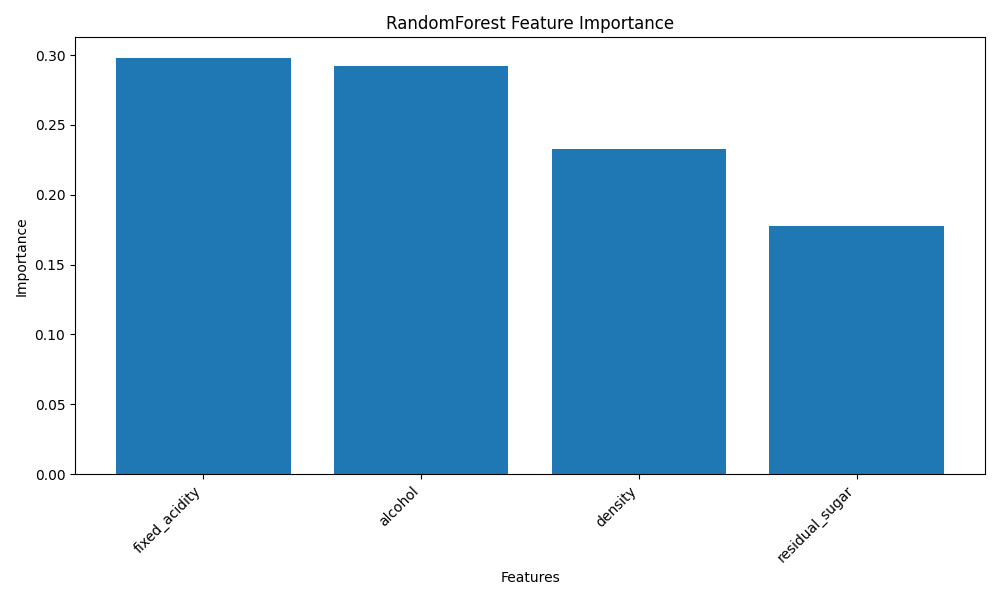 RandomForest Feature Importance
Importance
0.30
0.25
0.20
0.15
0.10
0.05
0.00
fixed_acidity
alcohol
density
residual_sugar
Features